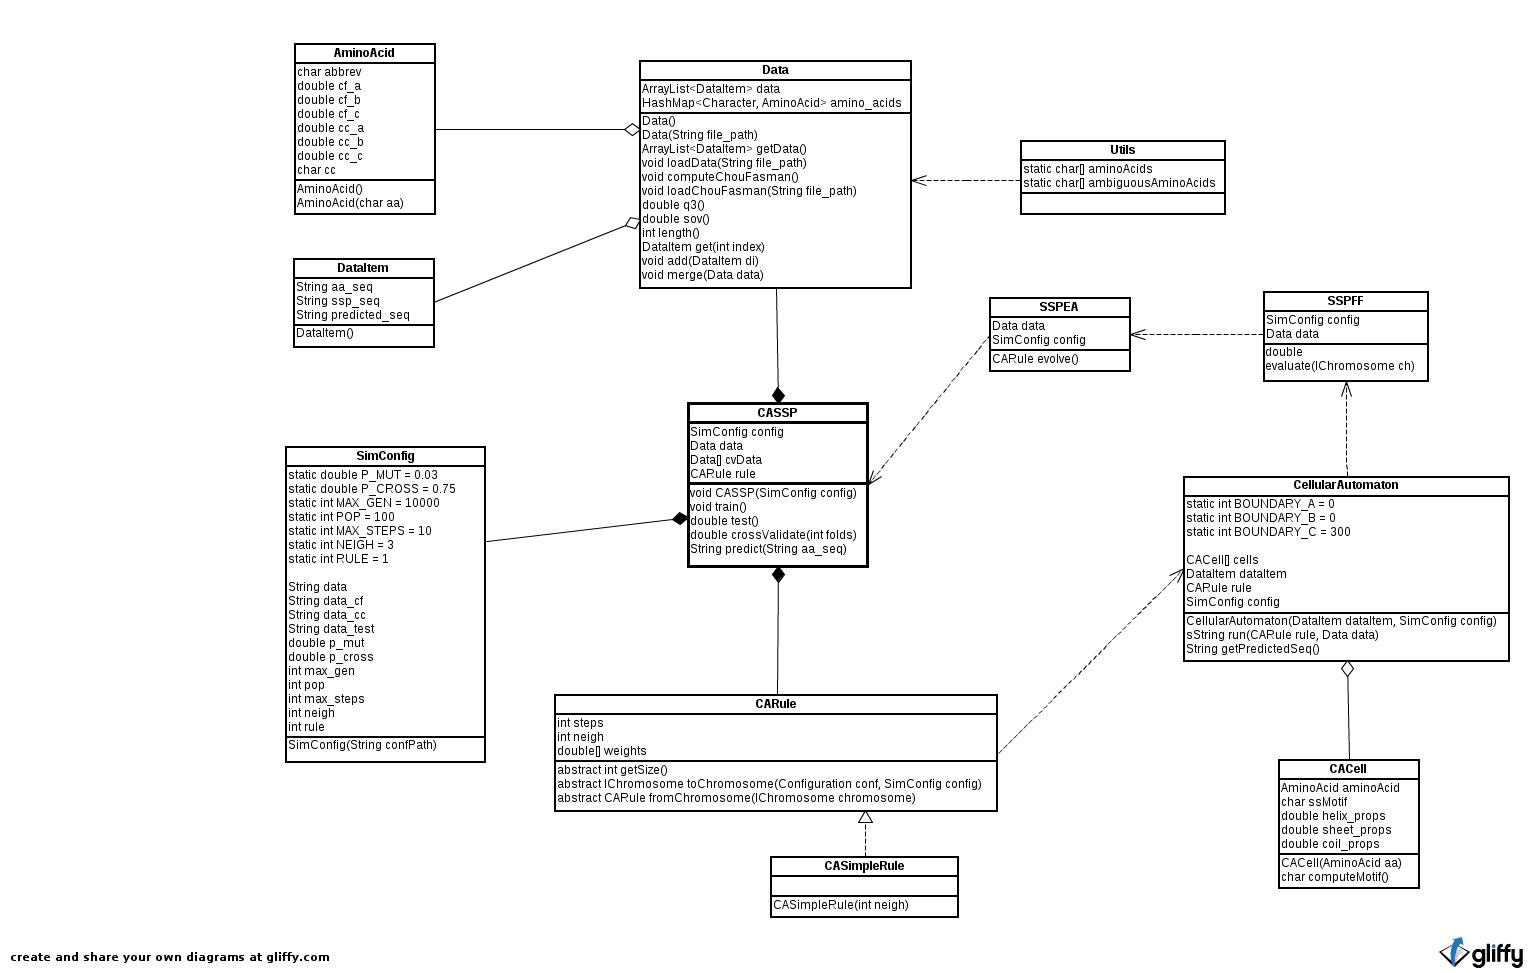 AminoAcid
char abbrev
double cf_a
double cf_b
double cf_c
double cc_a
double cc_b
double cc_c
char cc
AminoAcid()
AminoAcid(char aa)
Data
ArrayList<DataItem> data
HashMap<Character, AminoAcid> amino_acids
Data()
Data(String file_path)
ArrayList<DataItem> getData()
void loadData(String file_path)
void computeChouFasman()
void loadChouFasman(String file_path)
double q3()
double sov()
int length()
DataItem get(int index)
void add(DataItem di)
void merge(Data data)
Utils
static char[] aminoAcids
static char[] ambiguousAminoAcids
DataItem
String aa_seq
String ssp_seq
String predicted_seq
DataItem()
SSPEA
Data data
SimConfig config
CARule evolve()
SSPFF
SimConfig config
Data data
double
evaluate(IChromosome ch)
CASSP
SimConfig config
Data data
Data[] cvData
CARule rule
void CASSP(SimConfig config)
void train()
double test()
double crossValidate(int folds)
String predict(String aa_seq)
SimConfig
static double P_MUT = 0.03
static double P_CROSS = 0.75
static int MAX_GEN = 10000
static int POP = 100
static int MAX_STEPS = 10
static int NEIGH = 3
static int RULE = 1
String data
String data_cf
String data_cc
String data_test
double p_mut
double p_cross
int max_gen
int pop
int max_steps
int neigh
int rule
SimConfig(String confPath)
CellularAutomaton
static int BOUNDARY_A = 0
static int BOUNDARY_B = 0
static int BOUNDARY_C = 300
CACell[] cells
DataItem dataItem
CARule rule
SimConfig config
CellularAutomaton(DataItem dataItem, SimConfig config)
sString run(CARule rule, Data data)
String getPredictedSeq()
CARule
int steps
int neigh
double[] weights
abstract int getSize()
abstract IChromosome toChromosome(Configuration conf, SimConfig config)
abstract CARule fromChromosome(IChromosome chromosome)
CACell
AminoAcid aminoAcid
char ssMotif
double helix_props
double sheet_props
double coil_props
CACell(AminoAcid aa)
char computeMotif()
CASimpleRule
CASimpleRule(int neigh)
create and share your own diagrams at gliffy.com
gliffy